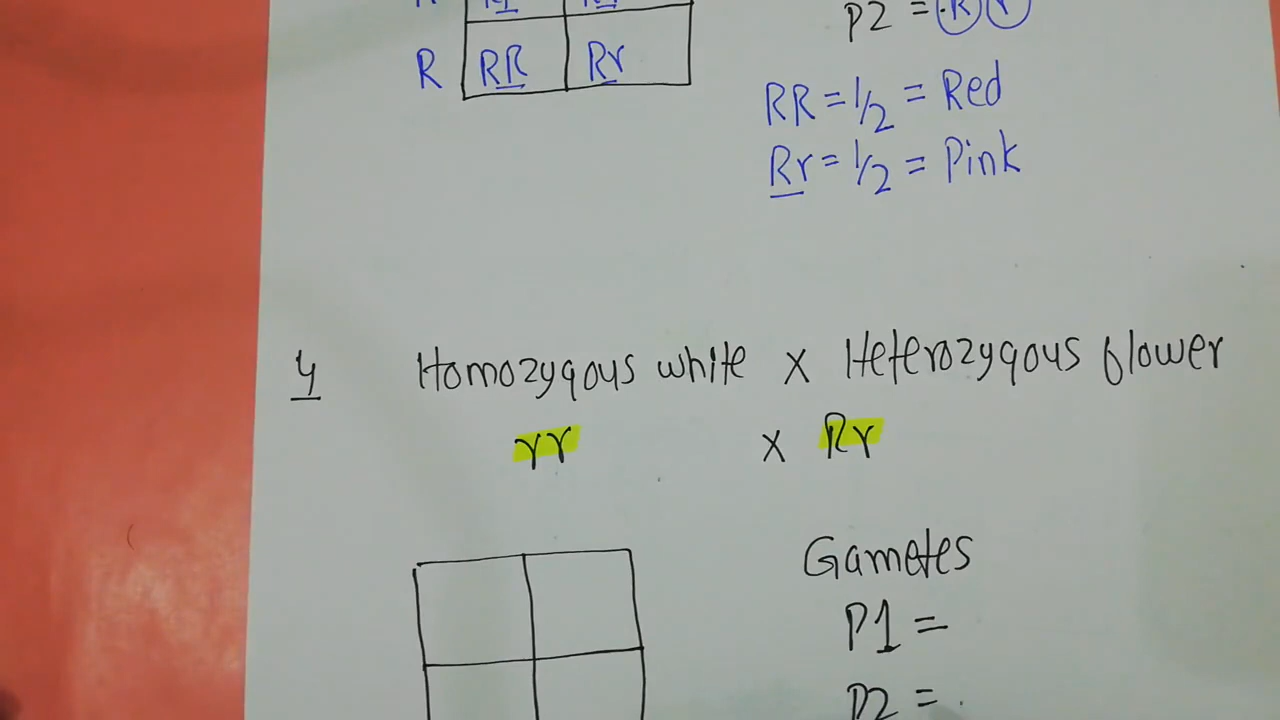 P2 = R r
R RR Rr
RR = 1/2 = Red
Rr = 1/2 = Pink
4 Homozygous white X Heterozygous flower
rr X Rr
Gametes
P1 =
P2 =